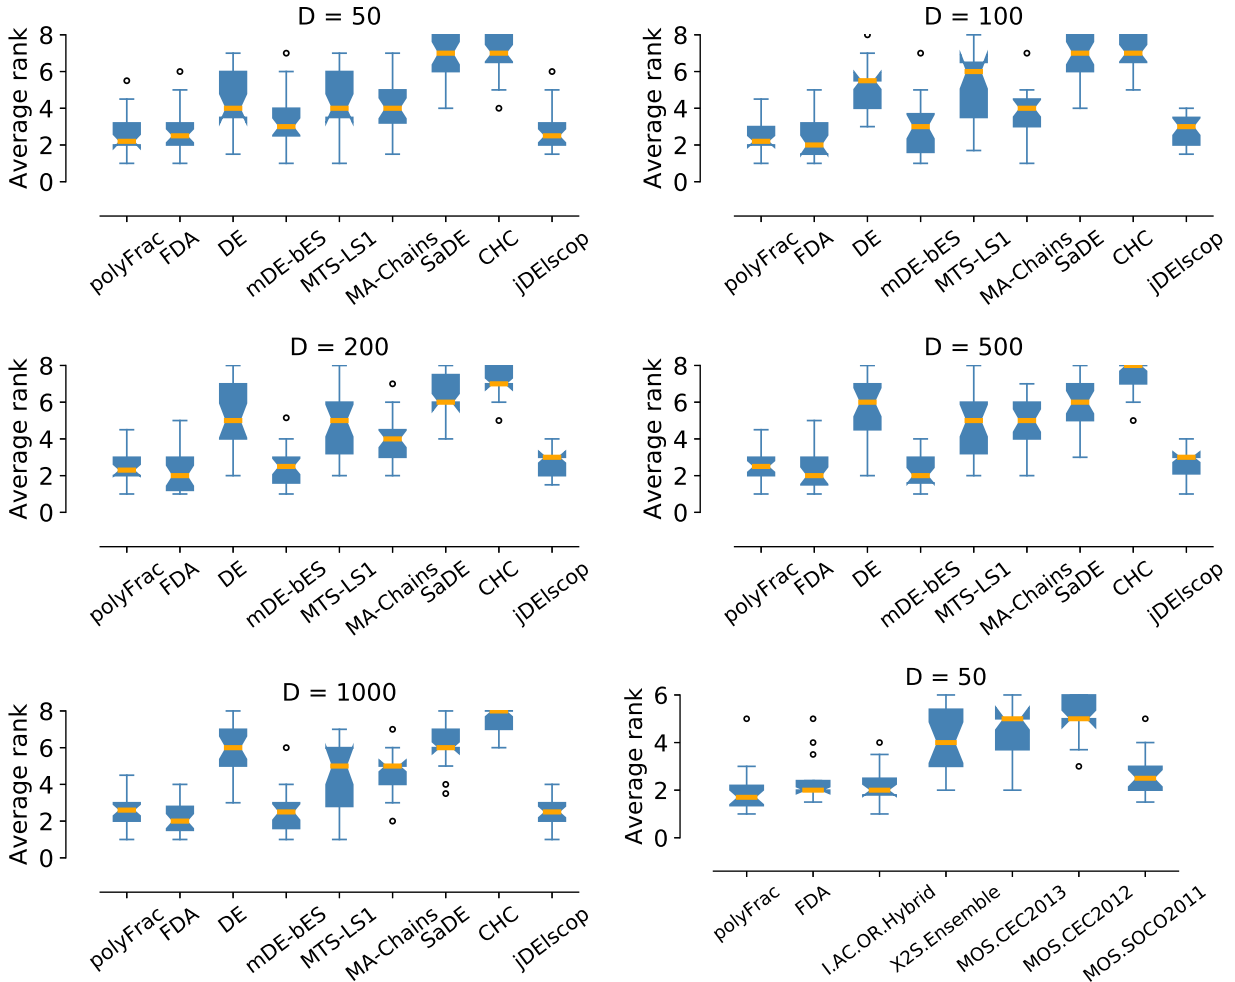 D = 50
Average rank
8
6
4
2
0
polyFrac
FDA
DE
mDE-bES
MTS-LS1
MA-Chains
SaDE
CHC
jDElscop
D = 100
Average rank
8
6
4
2
0
polyFrac
FDA
DE
mDE-bES
MTS-LS1
MA-Chains
SaDE
CHC
jDElscop
D = 200
Average rank
8
6
4
2
0
polyFrac
FDA
DE
mDE-bES
MTS-LS1
MA-Chains
SaDE
CHC
jDElscop
D = 500
Average rank
8
6
4
2
0
polyFrac
FDA
DE
mDE-bES
MTS-LS1
MA-Chains
SaDE
CHC
jDElscop
D = 1000
Average rank
8
6
4
2
0
polyFrac
FDA
DE
mDE-bES
MTS-LS1
MA-Chains
SaDE
CHC
jDElscop
D = 50
Average rank
6
4
2
0
polyFrac
FDA
I.AC.OR.Hybrid
X2S.Ensemble
MOS.CEC2013
MOS.CEC2012
MOS.SOCO2011